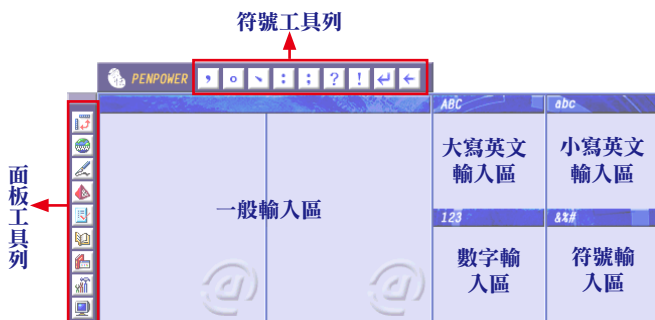 符號工具列
PENPOWER , 。 、 : ; ? ! ↵ ←
ABC
abc
大寫英文
輸入區
小寫英文
輸入區
面板工具列
一般輸入區
123
&%#
數字輸
入區
符號輸
入區
@ @